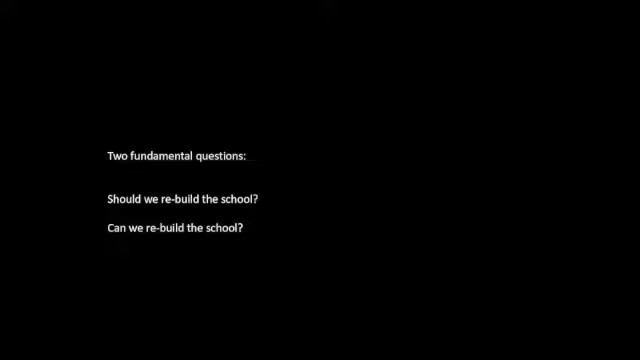 Two fundamental questions:
Should we re-build the school?
Can we re-build the school?